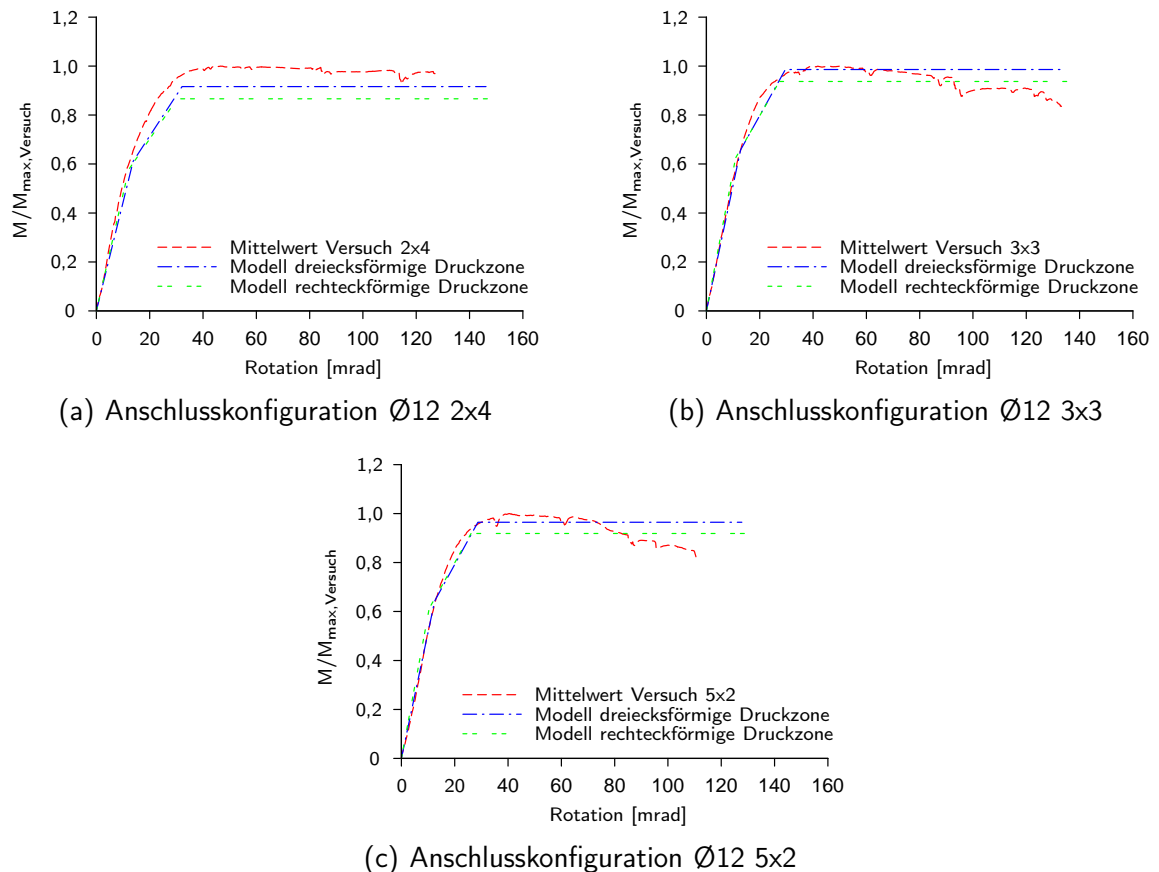 1,2
1,0
0,8
0,6
0,4
0,2
0
M/Mmax,Versuch
Mittelwert Versuch 2x4
Modell dreiecksförmige Druckzone
Modell rechteckförmige Druckzone
0 20 40 60 80 100 120 140 160
Rotation [mrad]
(a) Anschlusskonfiguration Ø12 2x4
1,2
1,0
0,8
0,6
0,4
0,2
0
M/Mmax,Versuch
Mittelwert Versuch 3x3
Modell dreiecksförmige Druckzone
Modell rechteckförmige Druckzone
0 20 40 60 80 100 120 140 160
Rotation [mrad]
(b) Anschlusskonfiguration Ø12 3x3
1,2
1,0
0,8
0,6
0,4
0,2
0
M/Mmax,Versuch
Mittelwert Versuch 5x2
Modell dreiecksförmige Druckzone
Modell rechteckförmige Druckzone
0 20 40 60 80 100 120 140 160
Rotation [mrad]
(c) Anschlusskonfiguration Ø12 5x2